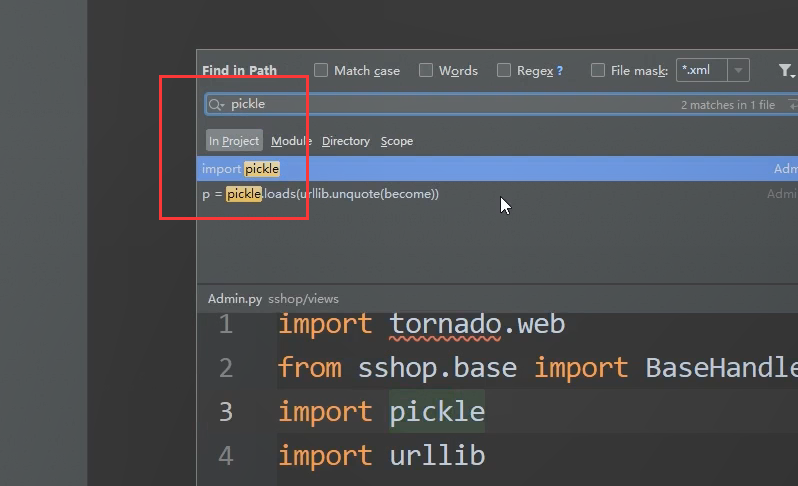 Find in Path Match case Words Regex ? File mask: *.xml
pickle 2 matches in 1 file
In Project Module Directory Scope
import pickle Adm
p = pickle.loads(urllib.unquote(become)) Admi
Admin.py sshop/views
1 import tornado.web
2 from sshop.base import BaseHandle
3 import pickle
4 import urllib